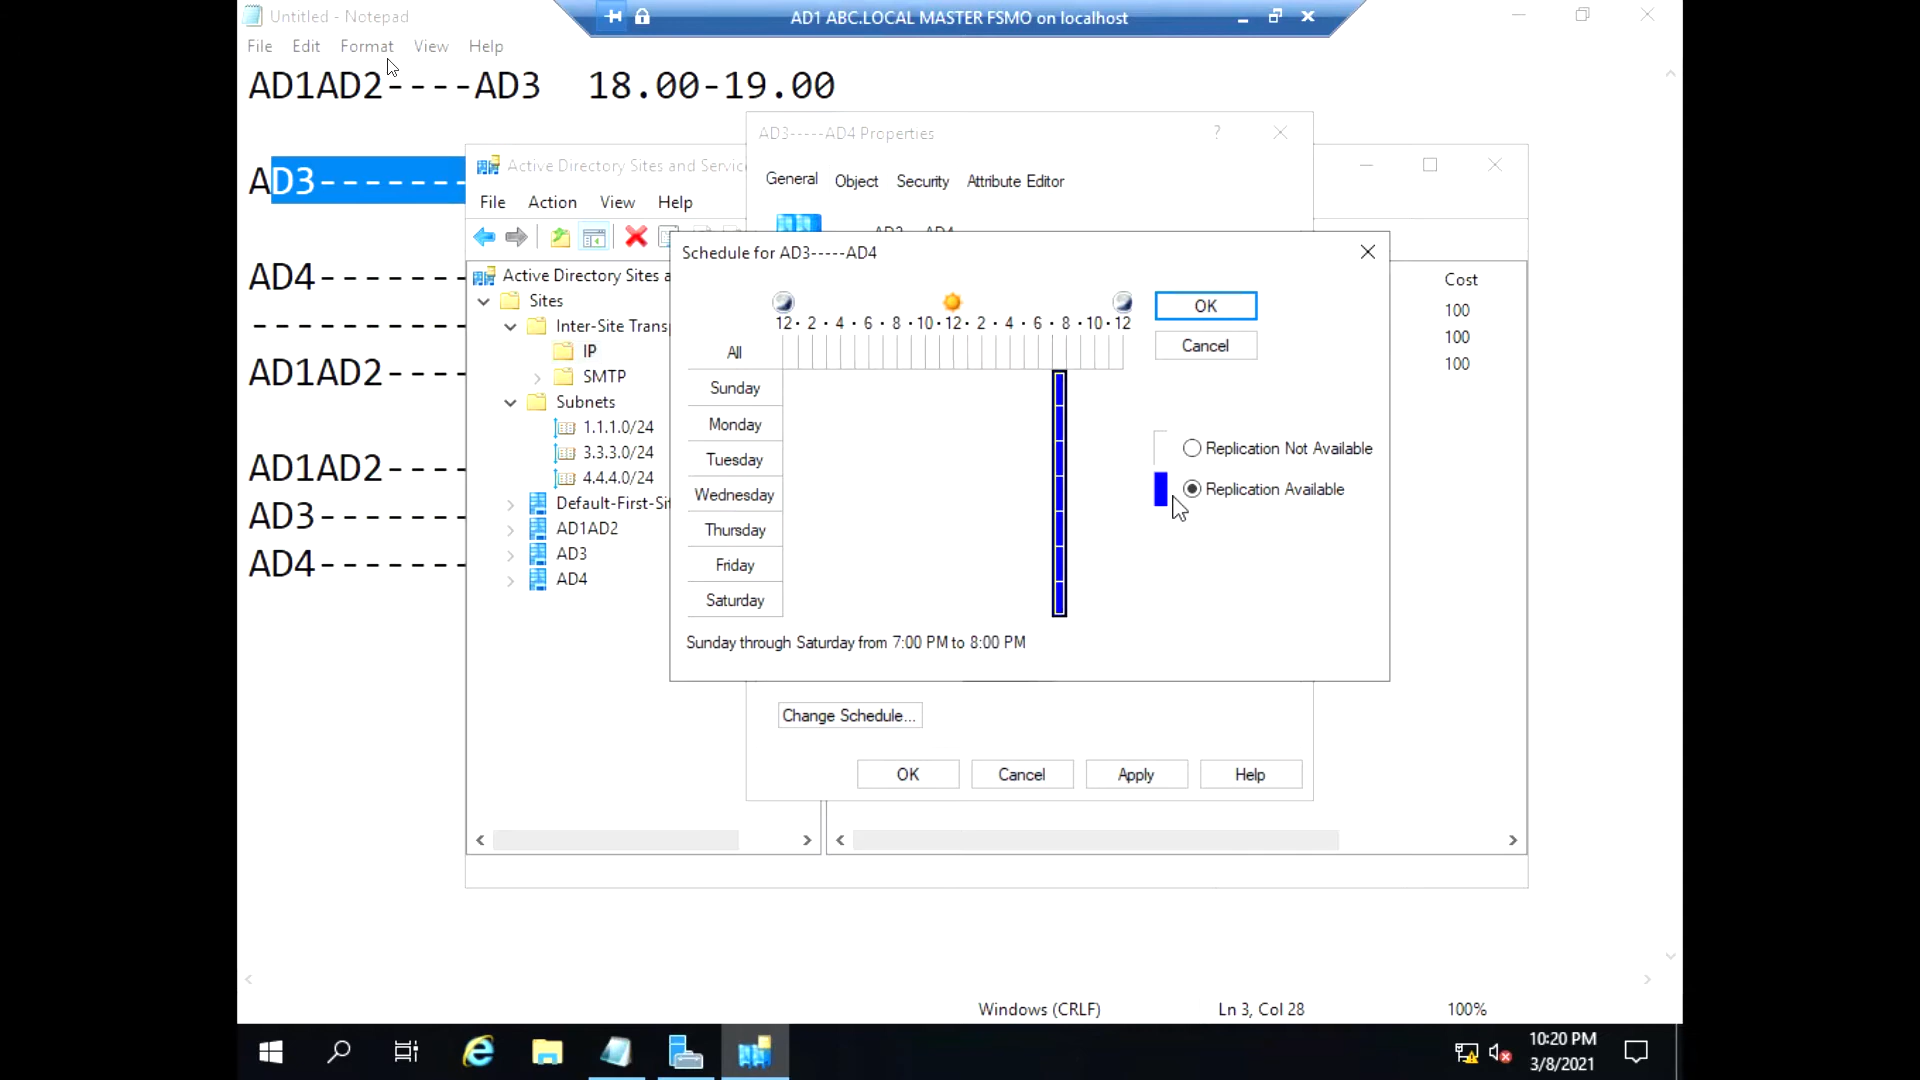 Untitled - Notepad
AD1 ABC.LOCAL MASTER FSMO on localhost
File Edit Format View Help
AD1AD2----AD3 18.00-19.00
AD3-------
AD4-------
----------
AD1AD2----
AD1AD2----
AD3-------
AD4-------
AD3-----AD4 Properties
?
General Object Security Attribute Editor
Active Directory Sites and Service
File Action View Help
Active Directory Sites a
Sites
Inter-Site Trans
IP
SMTP
Subnets
1.1.1.0/24
3.3.3.0/24
4.4.4.0/24
Default-First-Sit
AD1AD2
AD3
AD4
Cost
100
100
100
Schedule for AD3-----AD4
12 · 2 · 4 · 6 · 8 · 10 · 12 · 2 · 4 · 6 · 8 · 10 · 12
All
Sunday
Monday
Tuesday
Wednesday
Thursday
Friday
Saturday
Sunday through Saturday from 7:00 PM to 8:00 PM
OK
Cancel
Replication Not Available
Replication Available
Change Schedule...
OK Cancel Apply Help
Windows (CRLF) Ln 3, Col 28 100%
10:20 PM
3/8/2021